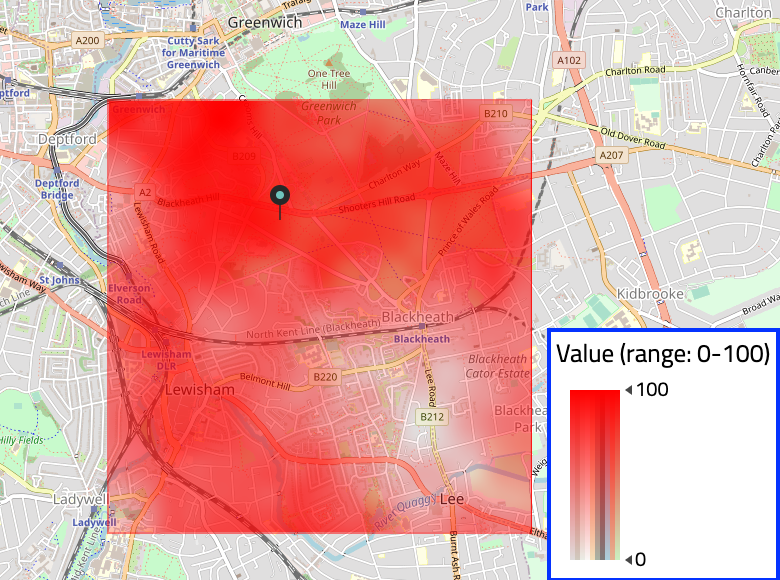 Trafalgar
Greenwich
Maze Hill
Park
Charlton
A200
Cutty Sark
for Maritime
Greenwich
A102
Charlton Road
One Tree
Hill
Hornfair Road
Greenwich
Greenwich
Park
B210
Old Dover Road
Deptford
A207
B209
Charlton Way
Maze Hill
Deptford
Bridge
A2
Blackheath Hill
Shooters Hill Road
Prince of Wales Road
Lewisham Road
St Johns
Elverson
Road
Kidbrooke
Blackheath
North Kent Line (Blackheath)
Blackheath
Lewisham
DLR
Blackheath
Cator Estate
Belmont Hill
B220
Lee Road
Lewisham
B212
Park
Hilly Fields
Ladywell
Ladywell
River Quaggy
Lee
Value (range: 0-100)
100
0